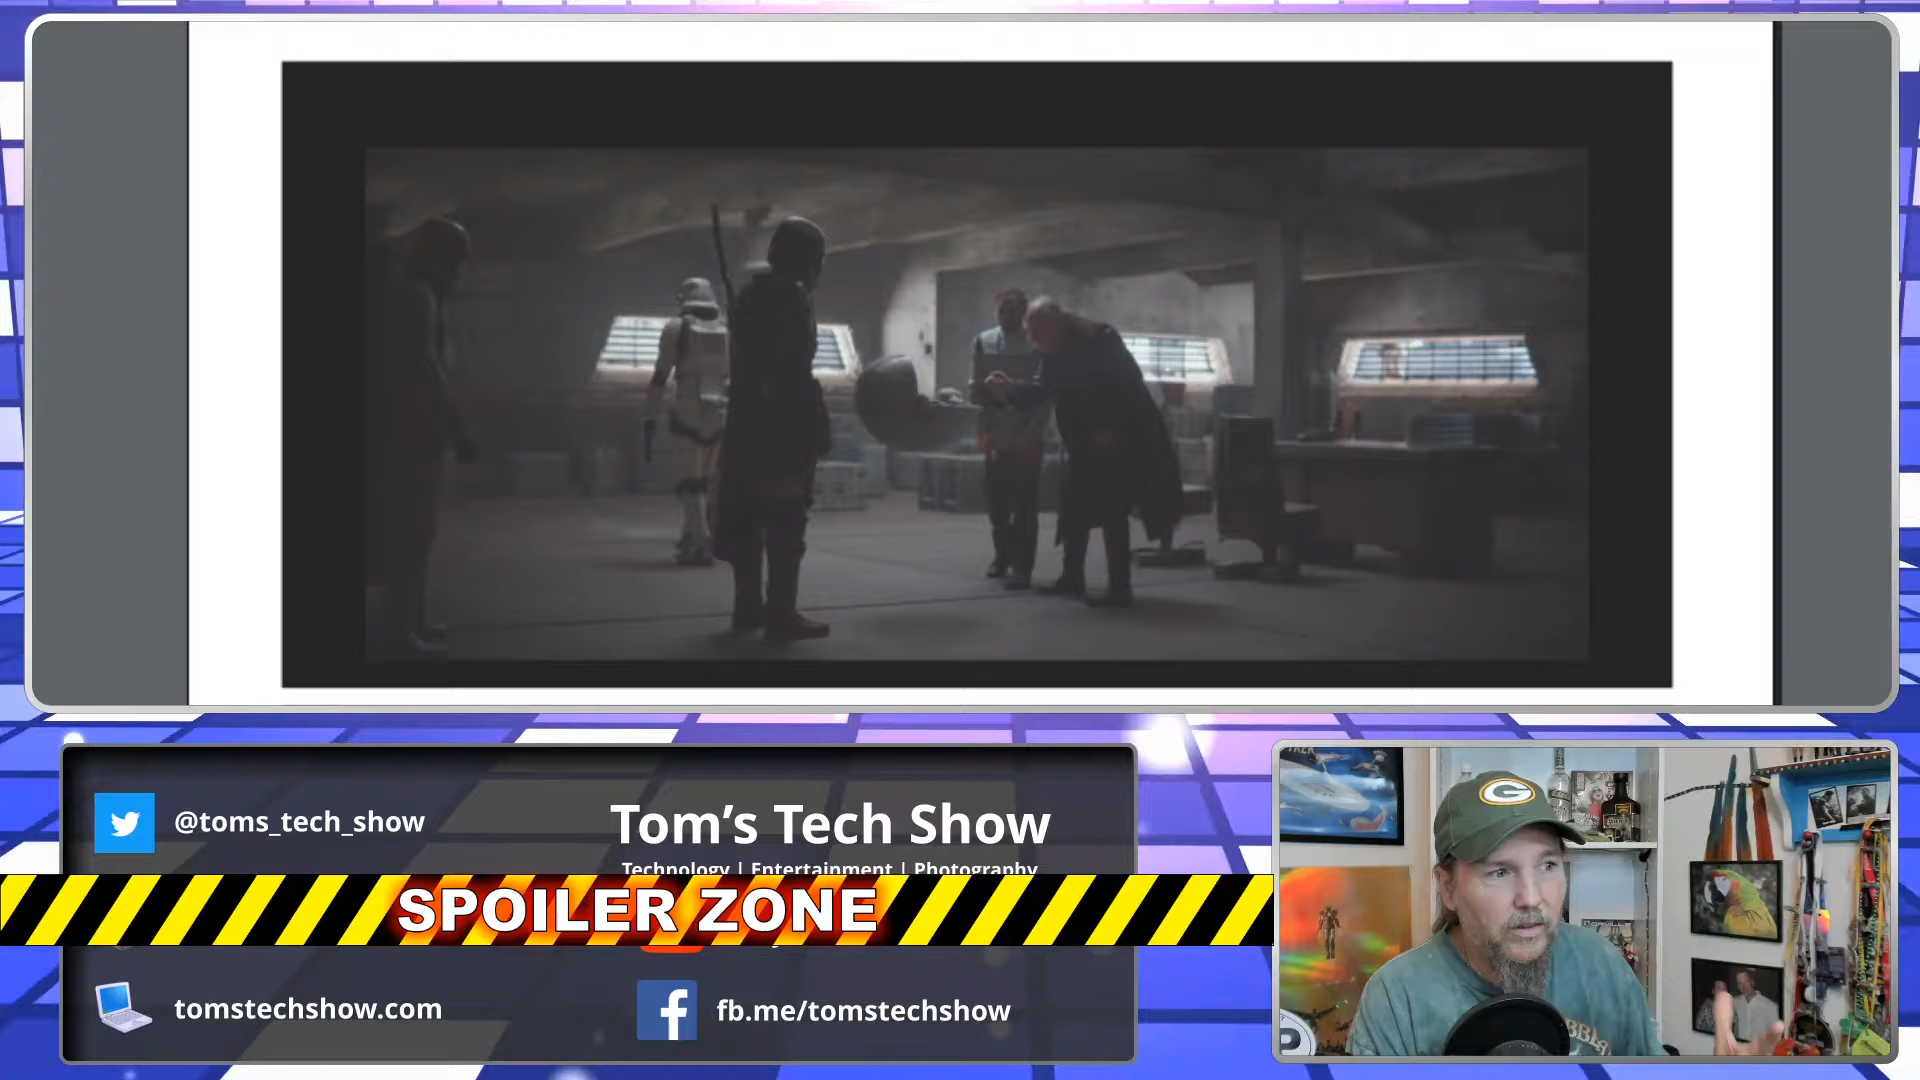 @toms_tech_show
Tom's Tech Show
Technology | Entertainment | Photography
SPOILER ZONE
tomstechshow.com
fb.me/tomstechshow
G